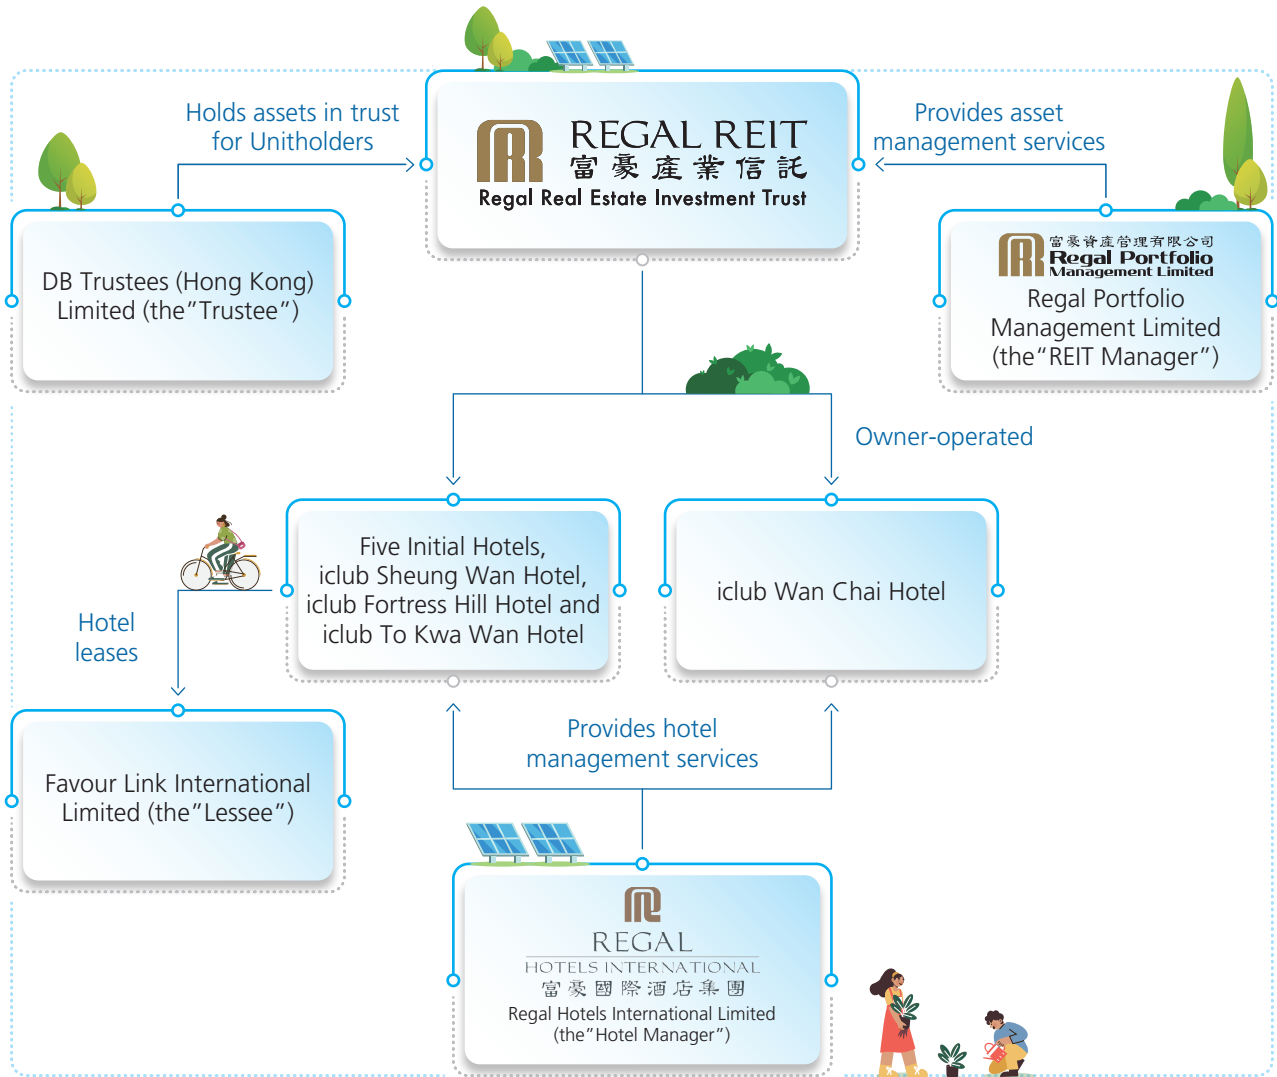 Holds assets in trust
for Unitholders
REGAL REIT
富豪產業信託
Regal Real Estate Investment Trust
Provides asset
management services
DB Trustees (Hong Kong)
Limited (the”Trustee”)
富豪資產管理有限公司
Regal Portfolio
Management Limited
Regal Portfolio
Management Limited
(the“REIT Manager”)
Owner-operated
Five Initial Hotels,
iclub Sheung Wan Hotel,
iclub Fortress Hill Hotel and
iclub To Kwa Wan Hotel
iclub Wan Chai Hotel
Hotel
leases
Favour Link International
Limited (the”Lessee”)
Provides hotel
management services
REGAL
HOTELS INTERNATIONAL
富豪國際酒店集團
Regal Hotels International Limited
(the”Hotel Manager”)